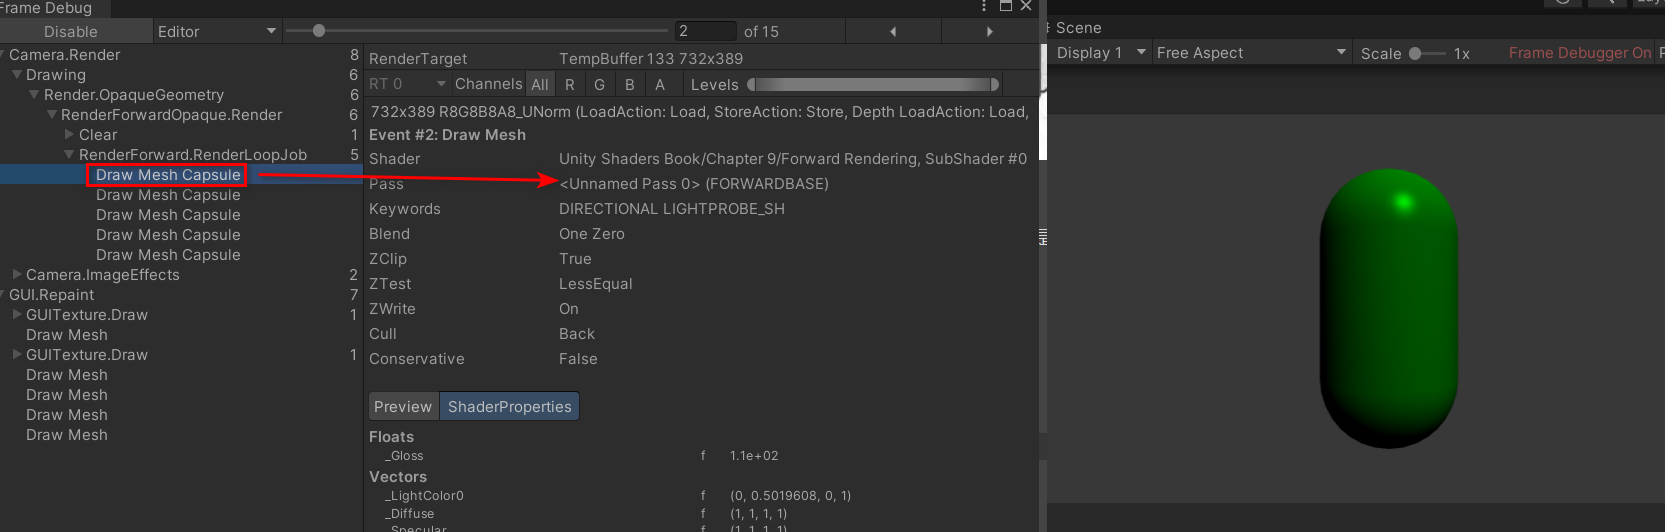 Frame Debug
Disable
Editor
2
of 15
Camera.Render 8
Drawing 6
Render.OpaqueGeometry 6
RenderForwardOpaque.Render 6
Clear 1
RenderForward.RenderLoopJob 5
Draw Mesh Capsule
Draw Mesh Capsule
Draw Mesh Capsule
Draw Mesh Capsule
Draw Mesh Capsule
Camera.ImageEffects 2
GUI.Repaint 7
GUITexture.Draw 1
Draw Mesh
GUITexture.Draw 1
Draw Mesh
Draw Mesh
Draw Mesh
Draw Mesh
RenderTarget TempBuffer 133 732x389
RT 0 Channels All R G B A Levels
732x389 R8G8B8A8_UNorm (LoadAction: Load, StoreAction: Store, Depth LoadAction: Load,
Event #2: Draw Mesh
Shader Unity Shaders Book/Chapter 9/Forward Rendering, SubShader #0
Pass <Unnamed Pass 0> (FORWARDBASE)
Keywords DIRECTIONAL LIGHTPROBE_SH
Blend One Zero
ZClip True
ZTest LessEqual
ZWrite On
Cull Back
Conservative False
Preview ShaderProperties
Floats
_Gloss f 1.1e+02
Vectors
_LightColor0 f (0, 0.5019608, 0, 1)
_Diffuse f (1, 1, 1, 1)
_Specular f (1, 1, 1, 1)
# Scene
Display 1 Free Aspect Scale 1x Frame Debugger On